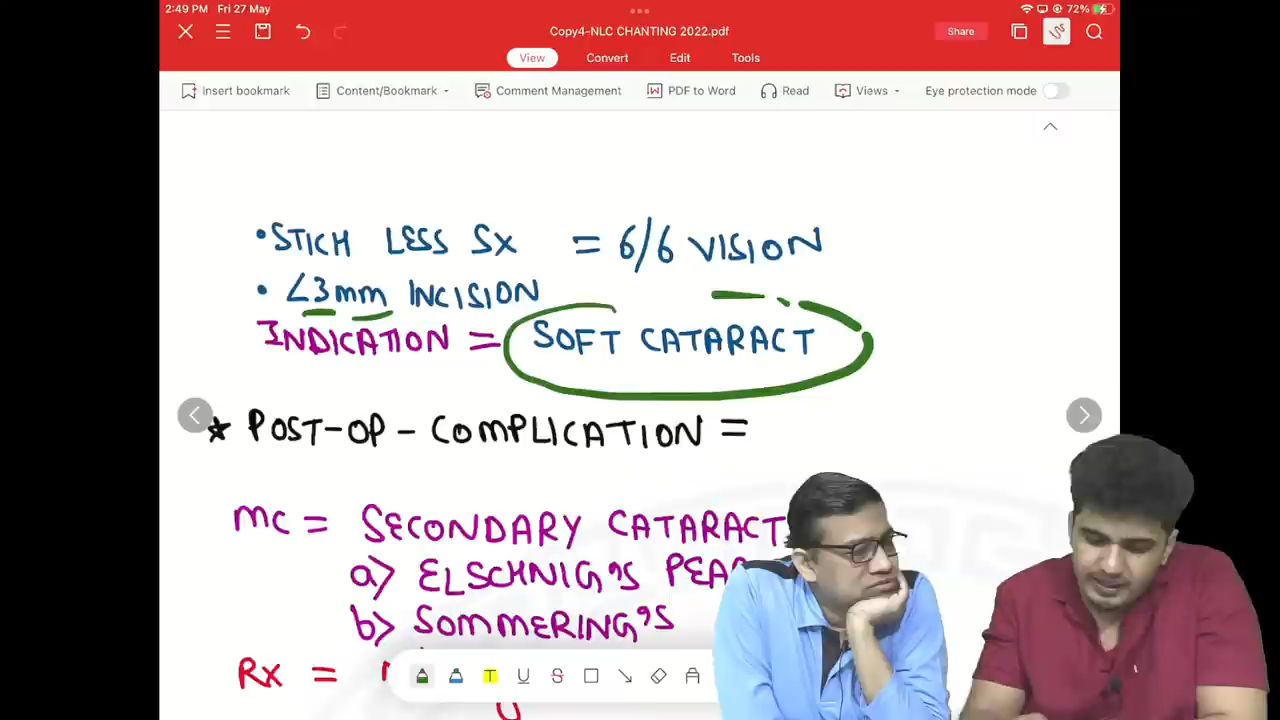 2:49 PM Fri 27 May
72%
Copy4-NLC CHANTING 2022.pdf
Share
View Convert Edit Tools
Insert bookmark Content/Bookmark Comment Management PDF to Word Read Views Eye protection mode
• STICH LESS SX = 6/6 VISION
• <3mm INCISION
INDICATION = SOFT CATARACT
★ POST-OP-COMPLICATION =
MC = SECONDARY CATARACT
a> ELSCHNIG'S
b> SOMMERING'S
Rx =